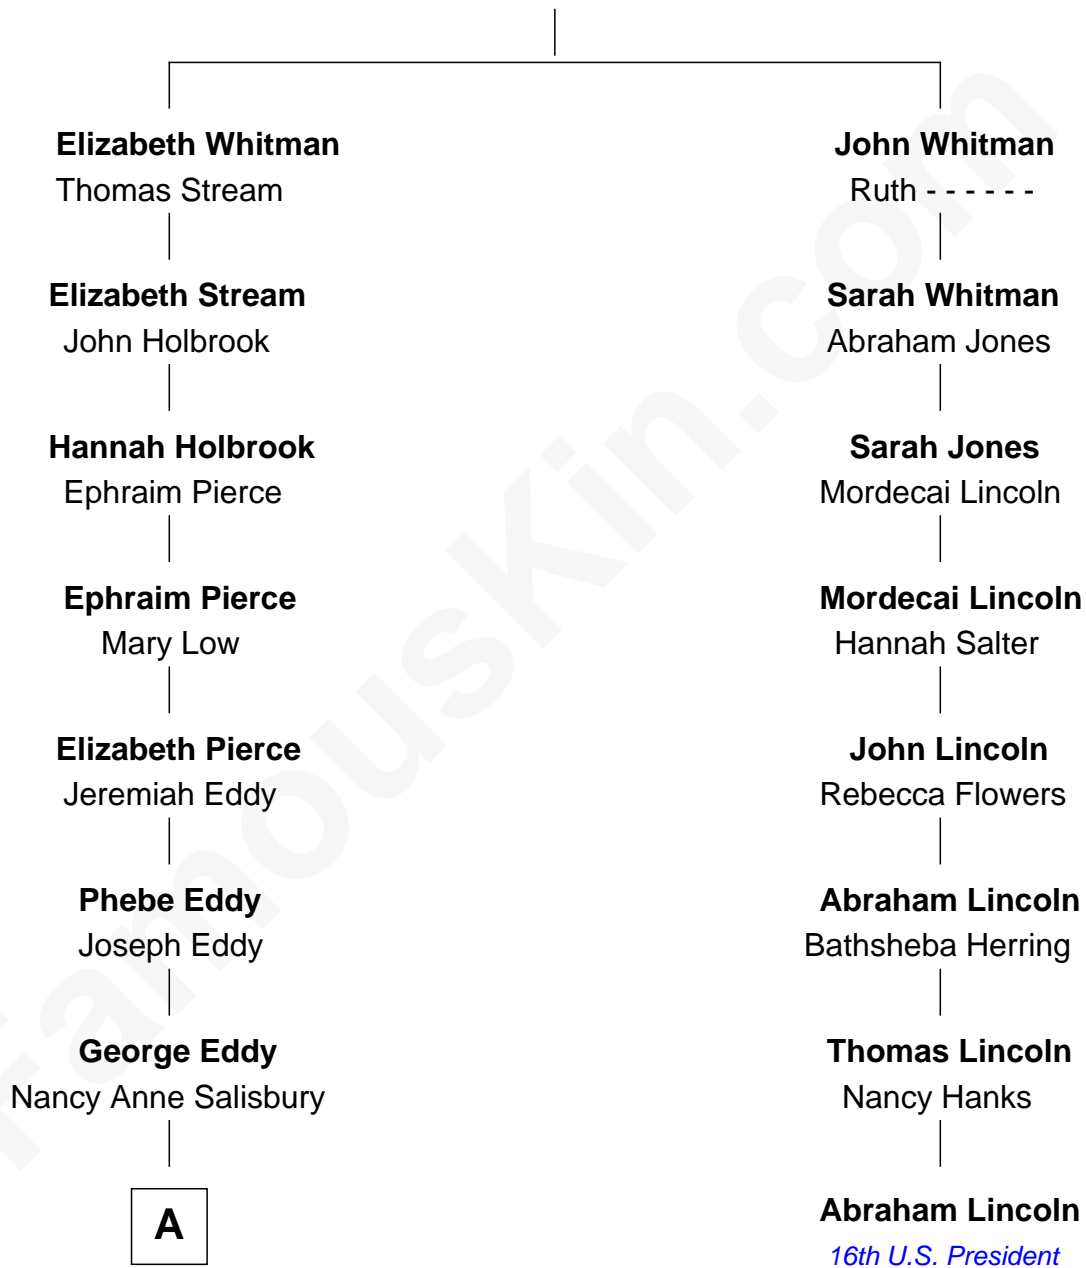 Elizabeth Whitman
Thomas Stream
John Whitman
Ruth - - - - - -
Elizabeth Stream
John Holbrook
Sarah Whitman
Abraham Jones
Hannah Holbrook
Ephraim Pierce
Sarah Jones
Mordecai Lincoln
Ephraim Pierce
Mary Low
Mordecai Lincoln
Hannah Salter
Elizabeth Pierce
Jeremiah Eddy
John Lincoln
Rebecca Flowers
Phebe Eddy
Joseph Eddy
Abraham Lincoln
Bathsheba Herring
George Eddy
Nancy Anne Salisbury
Thomas Lincoln
Nancy Hanks
A
Abraham Lincoln
16th U.S. President
FamousKin.com